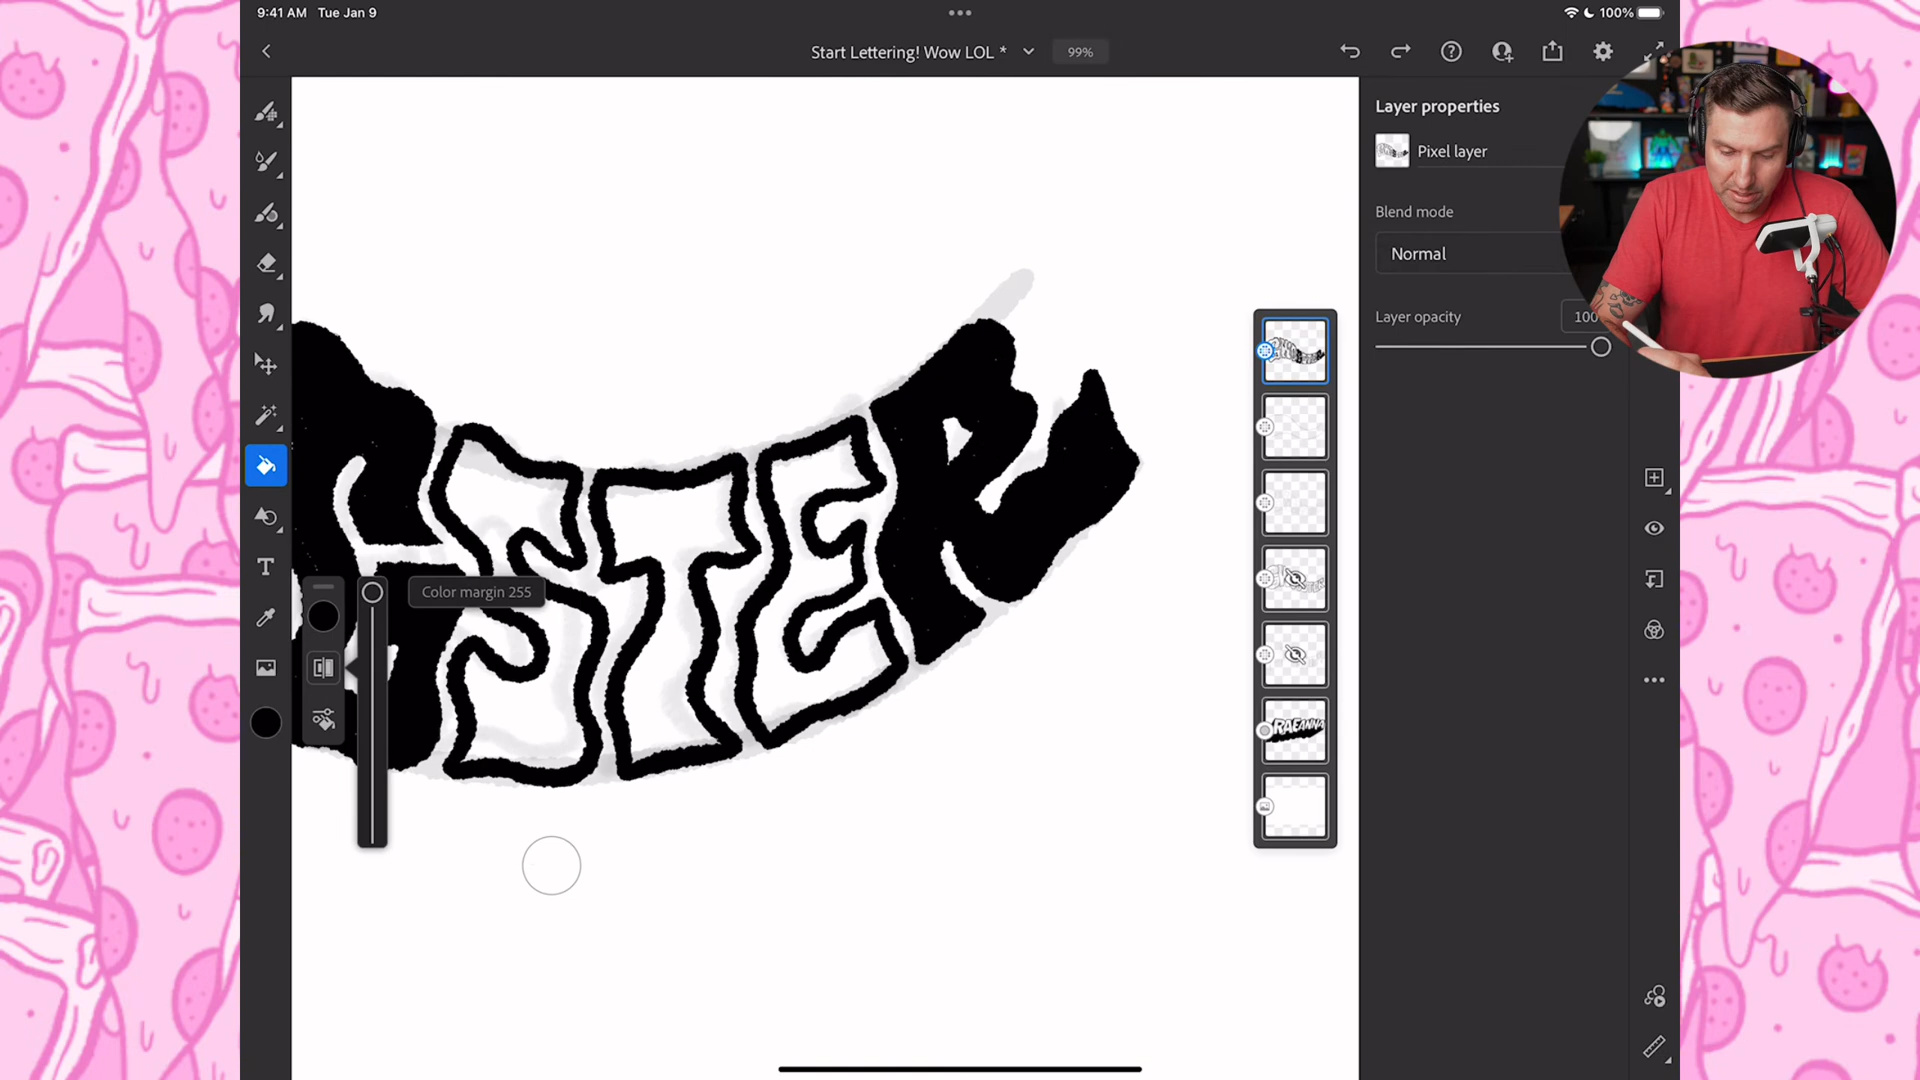 9:41 AM Tue Jan 9
100%
Start Lettering! Wow LOL *
99%
Layer properties
Pixel layer
Blend mode
Normal
Layer opacity
100
Color margin 255
STER
RAEANNA
T